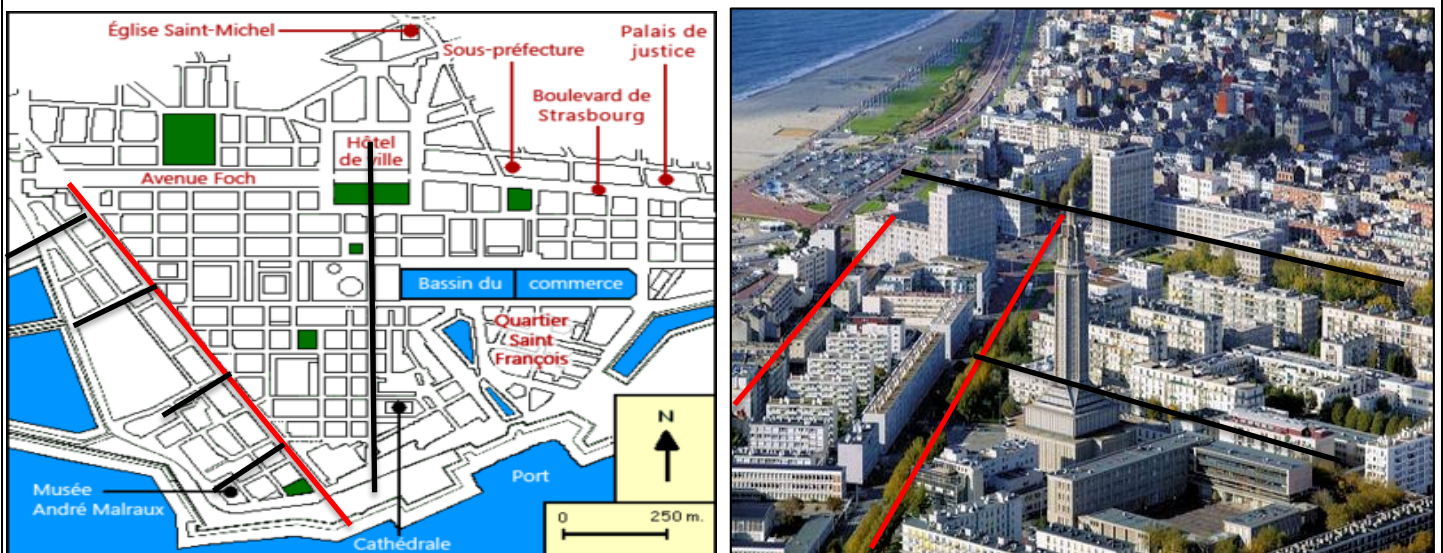 Église Saint-Michel
Sous-préfecture
Palais de
justice
Boulevard de
Strasbourg
Hôtel
de ville
Avenue Foch
Bassin du commerce
Quartier
Saint
François
N
Musée
André Malraux
Port
0 250 m.
Cathédrale